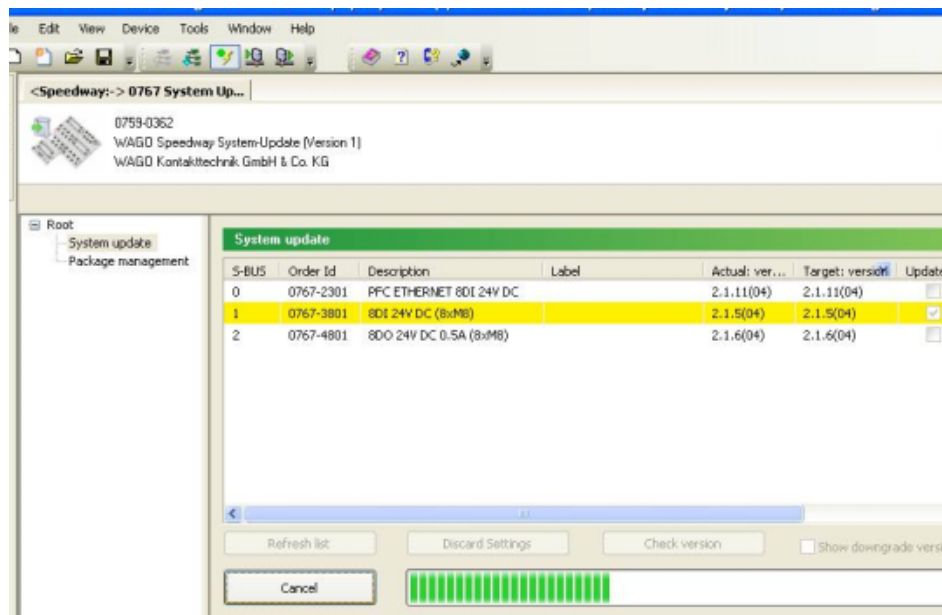 Edit View Device Tools Window Help
<Speedway:-> 0767 System Up...
0759-0362
WAGO Speedway System-Update (Version 1)
WAGO Kontakttechnik GmbH & Co. KG
Root
System update
Package management
System update
S-BUS Order Id Description Label Actual: ver... Target: version Update
0 0767-2301 PFC ETHERNET 8DI 24V DC 2.1.11(04) 2.1.11(04)
1 0767-3801 8DI 24V DC (8xM8) 2.1.5(04) 2.1.5(04)
2 0767-4801 8DO 24V DC 0.5A (8xM8) 2.1.6(04) 2.1.6(04)
Refresh list Discard Settings Check version Show downgrade versi
Cancel